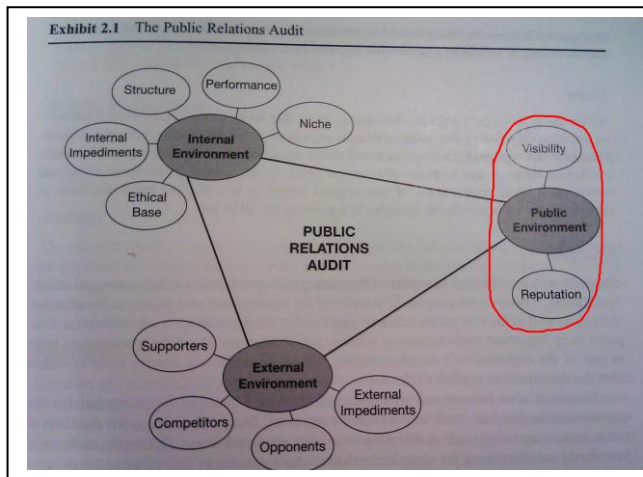 Exhibit 2.1 The Public Relations Audit
Structure
Performance
Internal
Impediments
Internal
Environment
Niche
Ethical
Base
Visibility
Public
Environment
Reputation
PUBLIC
RELATIONS
AUDIT
Supporters
External
Environment
External
Impediments
Competitors
Opponents